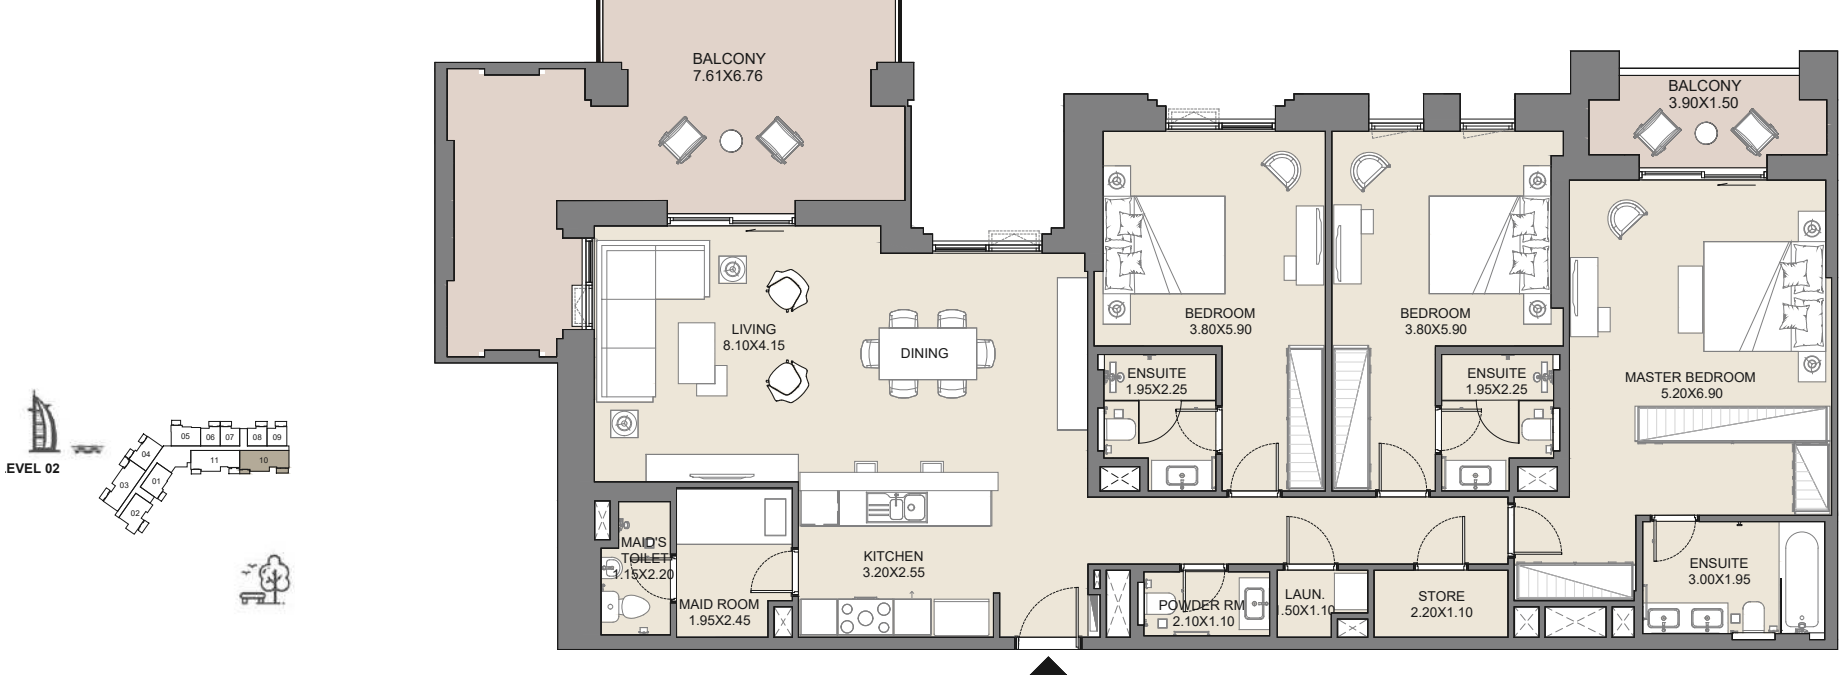 BALCONY
7.61X6.76
BALCONY
3.90X1.50
LIVING
8.10X4.15
DINING
BEDROOM
3.80X5.90
BEDROOM
3.80X5.90
ENSUITE
1.95X2.25
ENSUITE
1.95X2.25
MASTER BEDROOM
5.20X6.90
EVEL 02
05
06
07
08
09
04
11
10
03
01
02
MAID'S
TOILET
1.15X2.20
MAID ROOM
1.95X2.45
KITCHEN
3.20X2.55
POWDER RM
2.10X1.10
LAUN.
1.50X1.10
STORE
2.20X1.10
ENSUITE
3.00X1.95